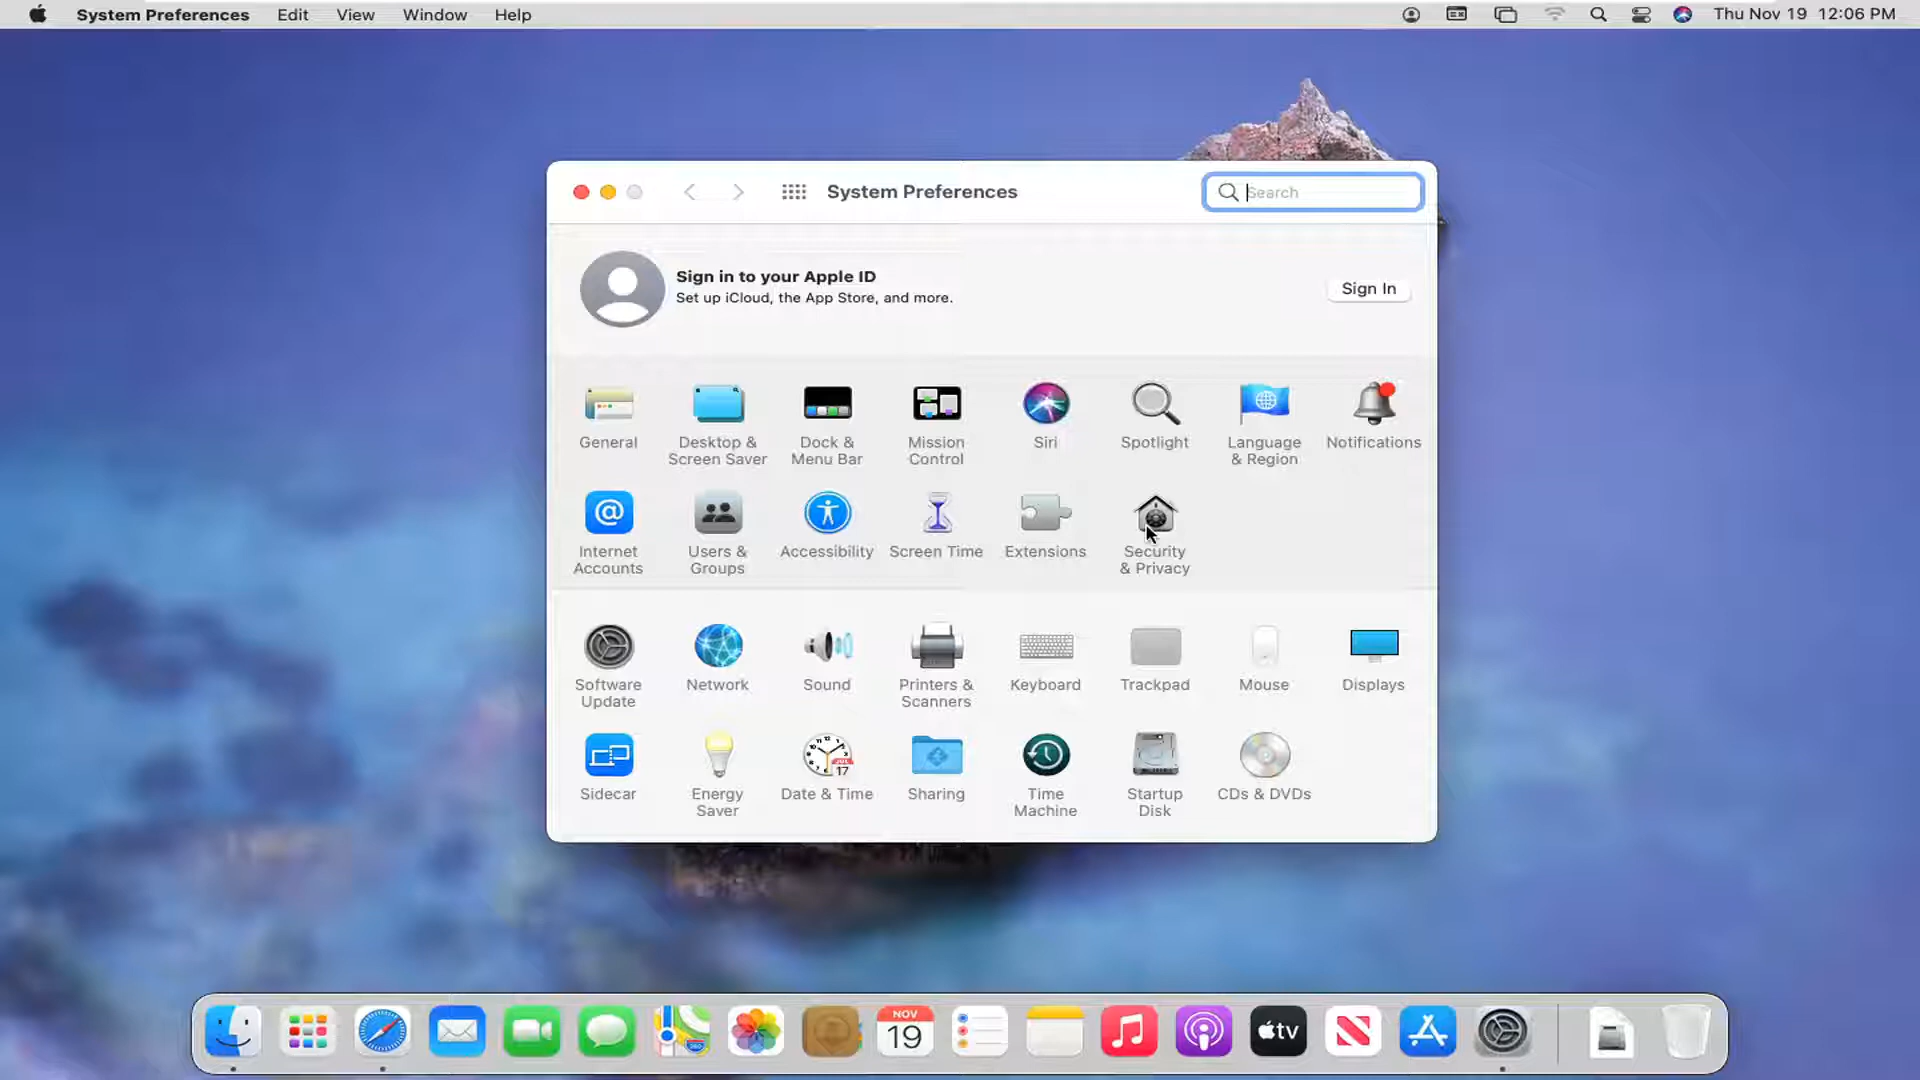 System Preferences Edit View Window Help Thu Nov 19 12:06 PM
System Preferences
Search
Sign in to your Apple ID
Set up iCloud, the App Store, and more.
Sign In
General
Desktop &
Screen Saver
Dock &
Menu Bar
Mission
Control
Siri
Spotlight
Language
& Region
Notifications
Internet
Accounts
Users &
Groups
Accessibility
Screen Time
Extensions
Security
& Privacy
Software
Update
Network
Sound
Printers &
Scanners
Keyboard
Trackpad
Mouse
Displays
Sidecar
Energy
Saver
JUL
17
Date & Time
Sharing
Time
Machine
Startup
Disk
CDs & DVDs
NOV
19
tv